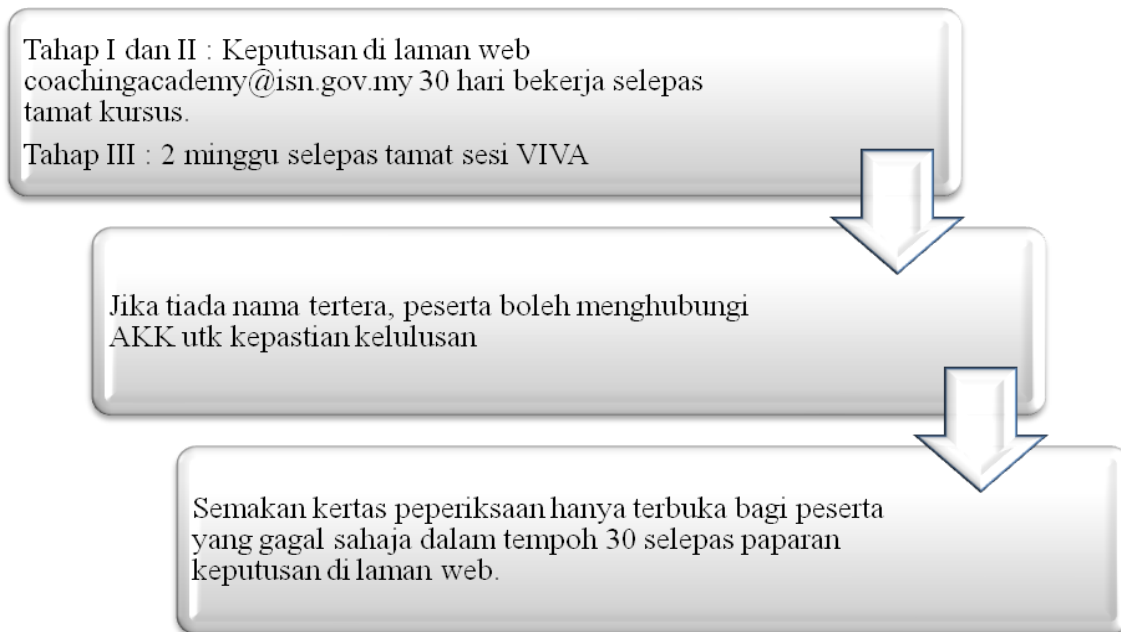 Tahap I dan II : Keputusan di laman web
coachingacademy@isn.gov.my 30 hari bekerja selepas
tamat kursus.
Tahap III : 2 minggu selepas tamat sesi VIVA
Jika tiada nama tertera, peserta boleh menghubungi
AKK utk kepastian kelulusan
Semakan kertas peperiksaan hanya terbuka bagi peserta
yang gagal sahaja dalam tempoh 30 selepas paparan
keputusan di laman web.